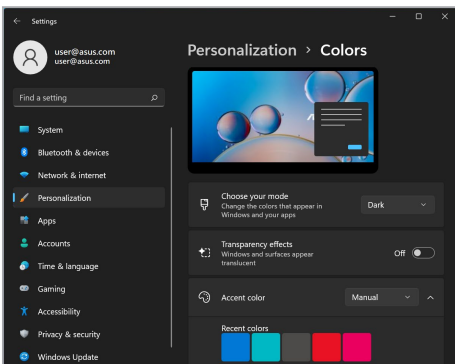 Settings
user@asus.com
user@asus.com
Find a setting
System
Bluetooth & devices
Network & internet
Personalization
Apps
Accounts
Time & language
Gaming
Accessibility
Privacy & security
Windows Update
Personalization > Colors
Choose your mode
Change the colors that appear in
Windows and your apps
Dark
Transparency effects
Windows and surfaces appear
translucent
Off
Accent color
Manual
Recent colors